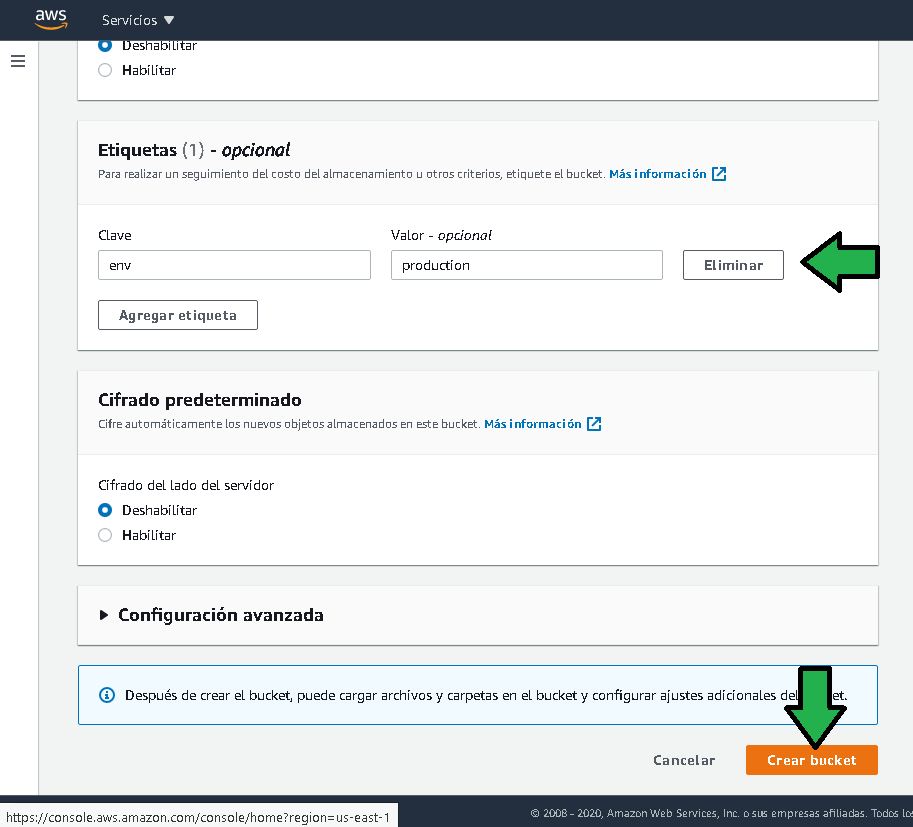 aws
Servicios
Deshabilitar
Habilitar
Etiquetas (1) - opcional
Para realizar un seguimiento del costo del almacenamiento u otros criterios, etiquete el bucket. Más información
Clave
Valor - opcional
env
production
Eliminar
Agregar etiqueta
Cifrado predeterminado
Cifre automáticamente los nuevos objetos almacenados en este bucket. Más información
Cifrado del lado del servidor
Deshabilitar
Habilitar
Configuración avanzada
Después de crear el bucket, puede cargar archivos y carpetas en el bucket y configurar ajustes adicionales del
Cancelar
Crear bucket
https://console.aws.amazon.com/console/home?region=us-east-1
© 2008 - 2020, Amazon Web Services, Inc. o sus empresas afiliadas. Todos los